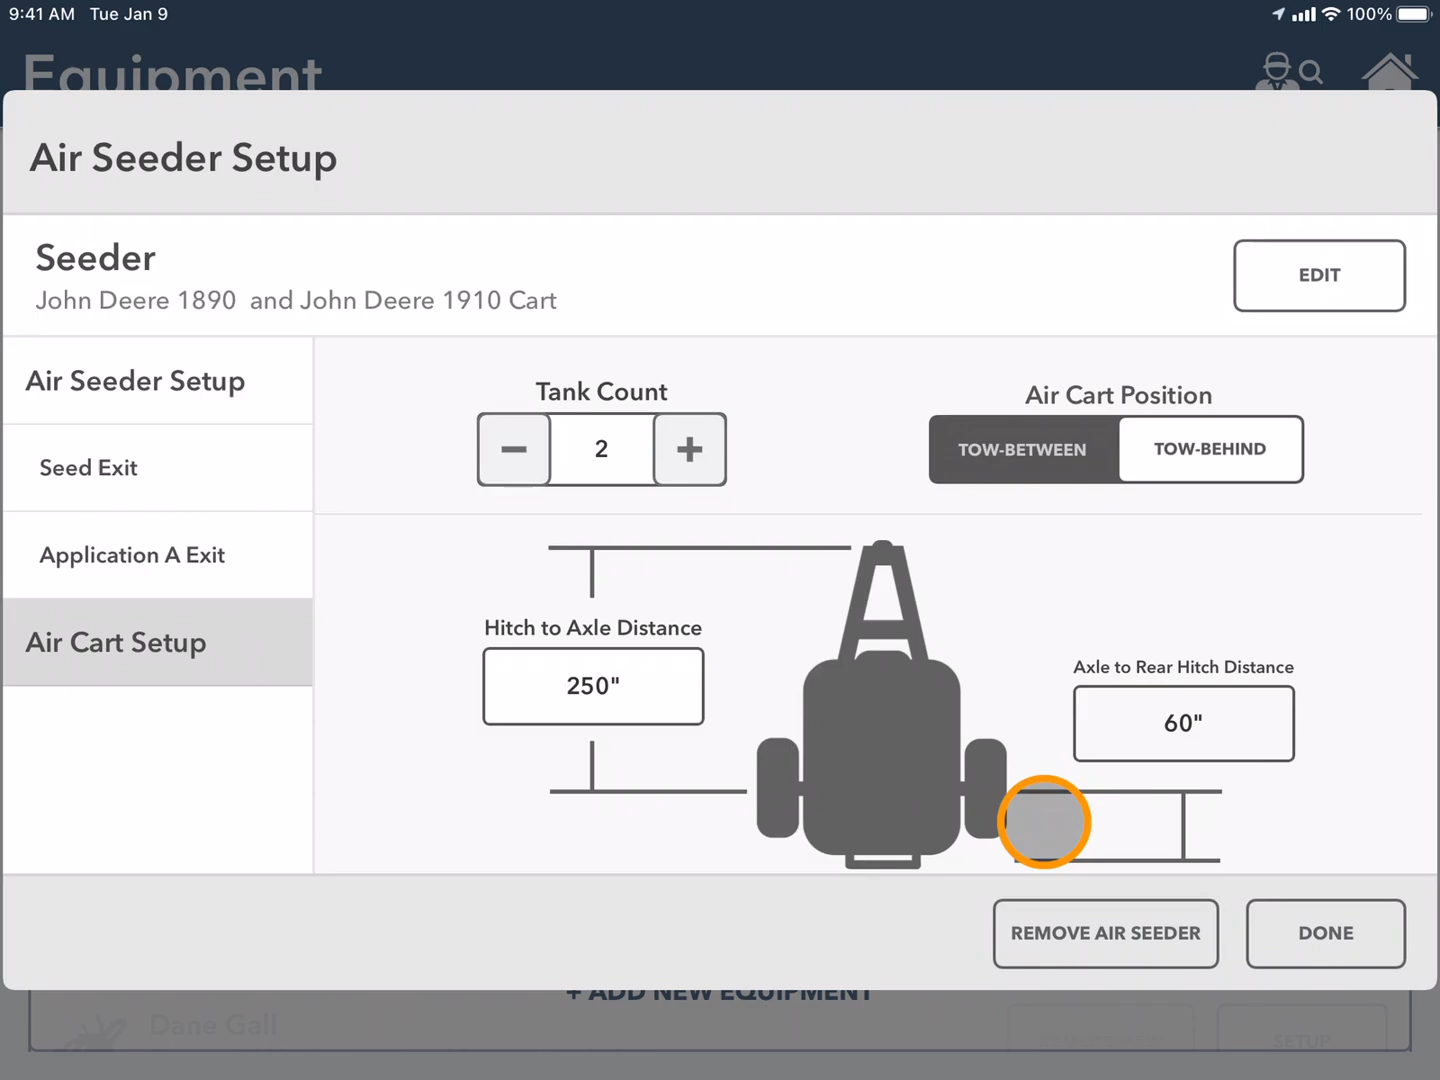 9:41 AM Tue Jan 9 100%
Equipment
Air Seeder Setup
Seeder
John Deere 1890 and John Deere 1910 Cart
EDIT
Air Seeder Setup
Seed Exit
Application A Exit
Air Cart Setup
Tank Count
2
Air Cart Position
TOW-BETWEEN TOW-BEHIND
Hitch to Axle Distance
250"
Axle to Rear Hitch Distance
60"
REMOVE AIR SEEDER DONE
+ ADD NEW EQUIPMENT
Dane Gall
SETUP